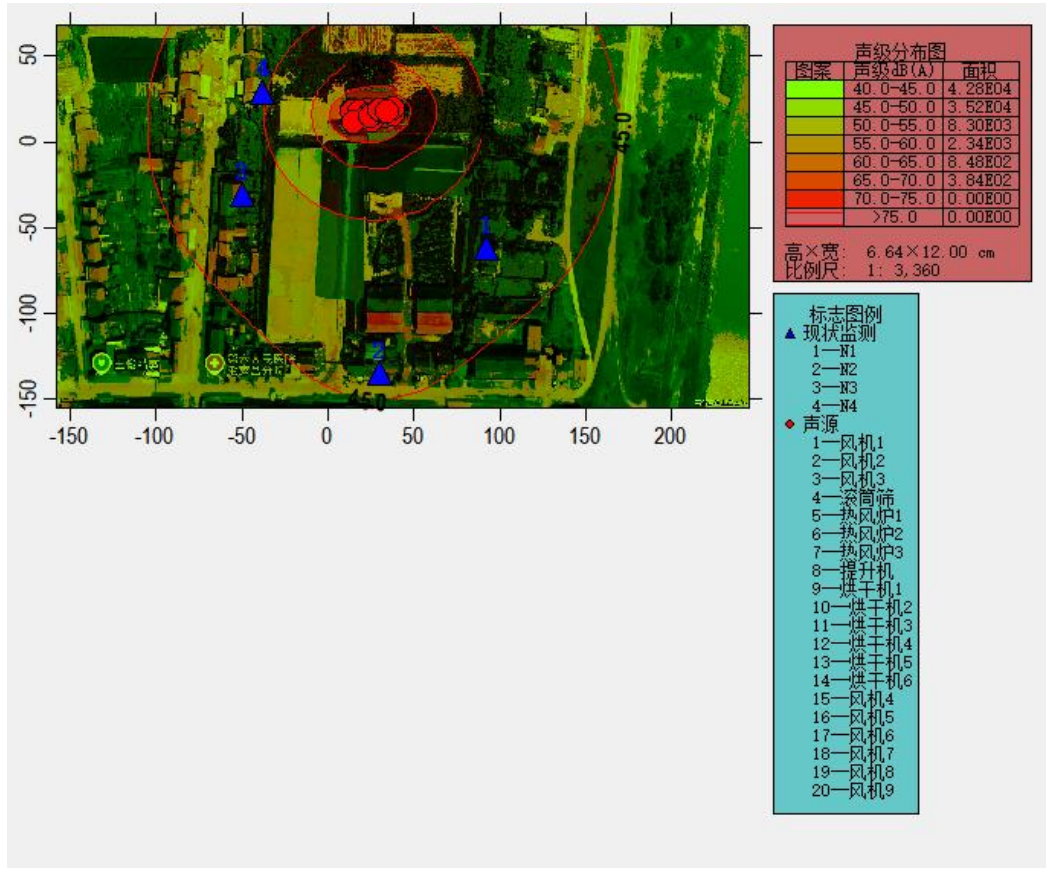 声级分布图
图案 声级dB(A) 面积
40.0-45.0 4.28E04
45.0-50.0 3.52E04
50.0-55.0 8.30E03
55.0-60.0 2.34E03
60.0-65.0 8.48E02
65.0-70.0 3.84E02
70.0-75.0 0.00E00
>75.0 0.00E00
高×宽: 6.64×12.00 cm
比例尺: 1: 3,360
50
0
-50
-100
-150
4
3
1
2
45.0
45.0
-150 -100 -50 0 50 100 150 200
标志图例
现状监测
1—N1
2—N2
3—N3
4—N4
声源
1—风机1
2—风机2
3—风机3
4—滚筒筛
5—热风炉1
6—热风炉2
7—热风炉3
8—提升机
9—烘干机1
10—烘干机2
11—烘干机3
12—烘干机4
13—烘干机5
14—烘干机6
15—风机4
16—风机5
17—风机6
18—风机7
19—风机8
20—风机9